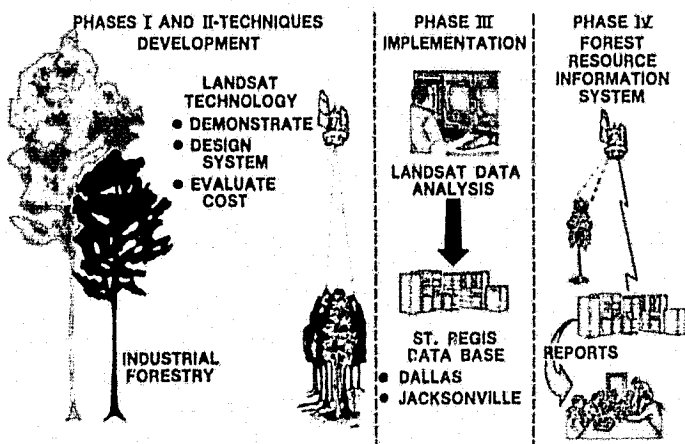 PHASES I AND II-TECHNIQUES
DEVELOPMENT
LANDSAT
TECHNOLOGY
● DEMONSTRATE
● DESIGN
SYSTEM
● EVALUATE
COST
INDUSTRIAL
FORESTRY
PHASE III
IMPLEMENTATION
LANDSAT DATA
ANALYSIS
ST. REGIS
DATA BASE
● DALLAS
● JACKSONVILLE
PHASE IV
FOREST
RESOURCE
INFORMATION
SYSTEM
REPORTS